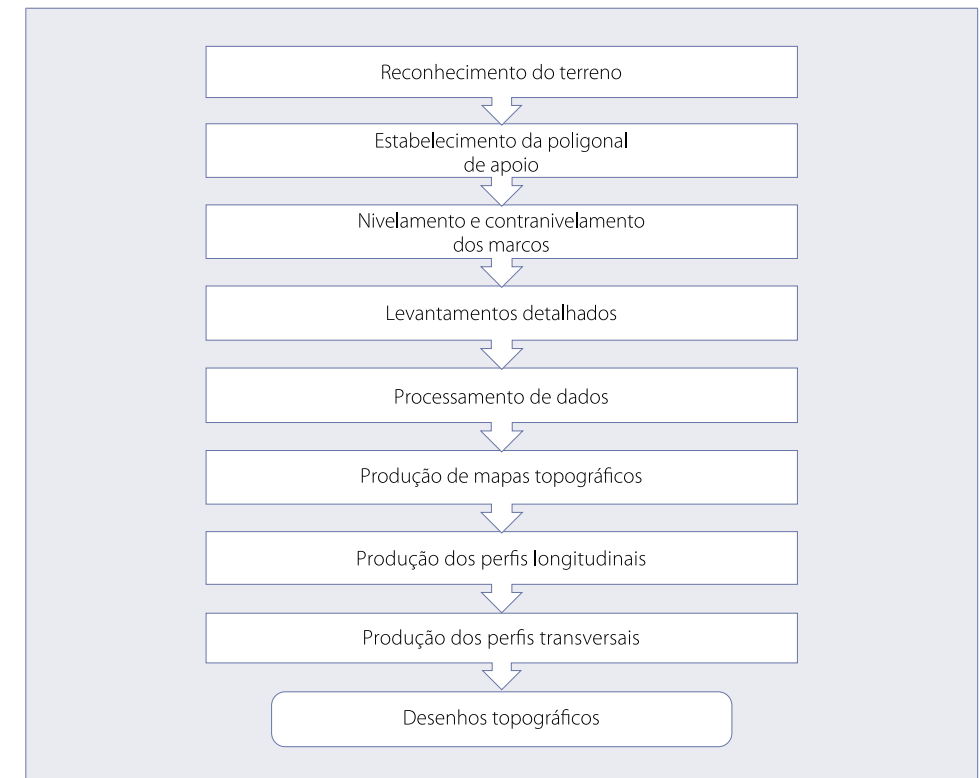 Reconhecimento do terreno
Estabelecimento da poligonal
de apoio
Nivelamento e contranivelamento
dos marcos
Levantamentos detalhados
Processamento de dados
Produção de mapas topográficos
Produção dos perfis longitudinais
Produção dos perfis transversais
Desenhos topográficos